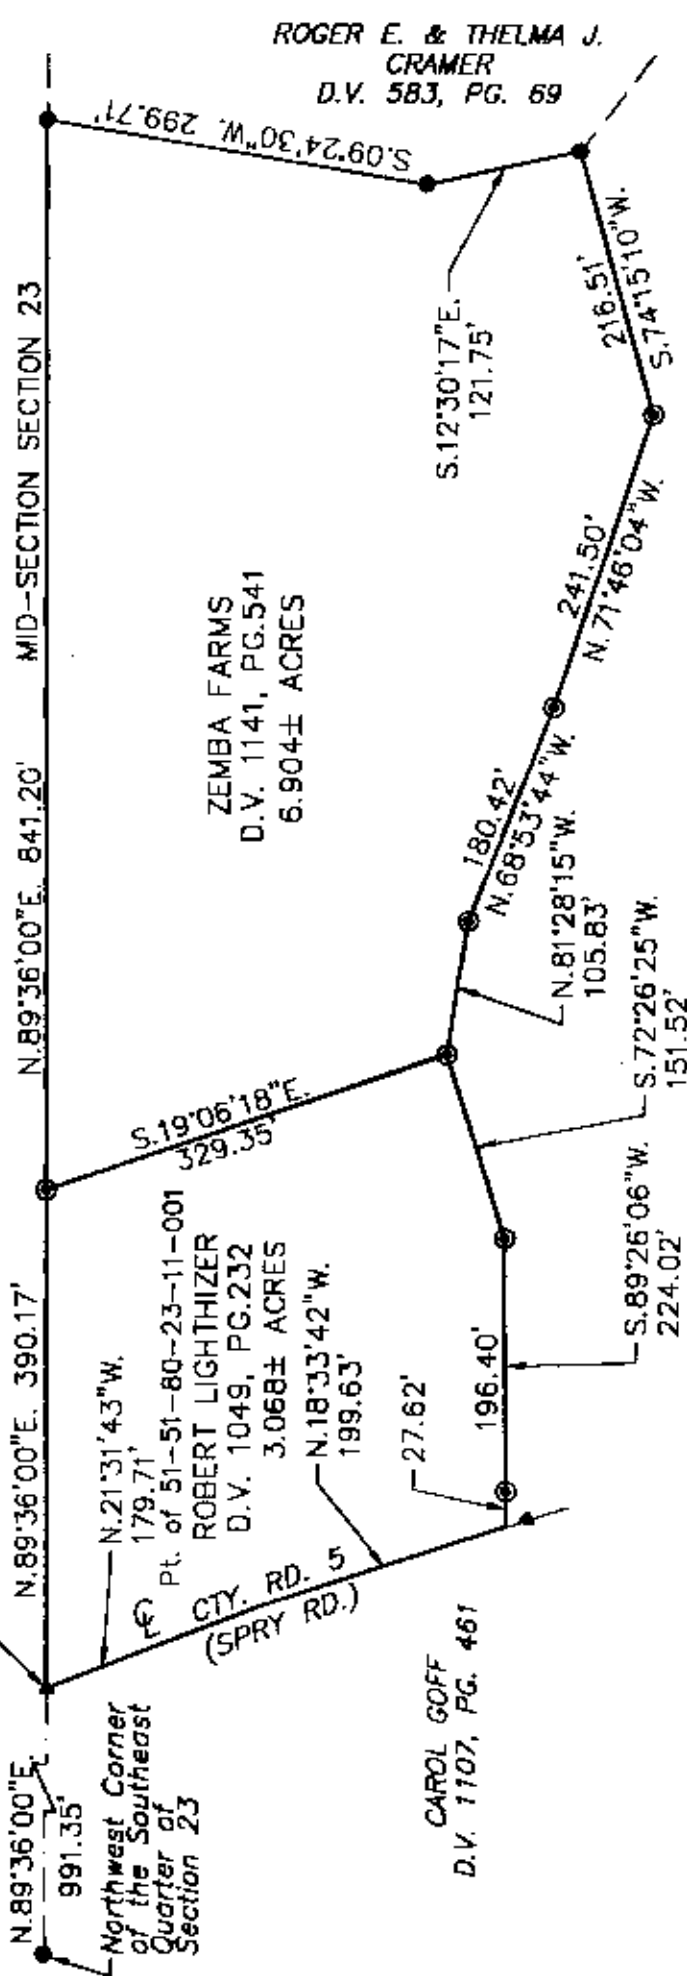 ROGER E. & THELMA J.
CRAMER
D.V. 583, PG. 69
S.09°24'30"W. 299.71'
MID-SECTION SECTION 23
S.12°30'17"E.
121.75'
216.51'
S.74°15'10"W.
241.50'
N.71°46'04"W.
ZEMBA FARMS
D.V. 1141, PG.541
6.904± ACRES
N.89°36'00"E. 841.20'
180.42'
N.68°53'44"W.
N.81°28'15"W.
105.83'
S.72°26'25"W.
151.52'
S.19°06'18"E.
329.35'
N.89°36'00"E. 390.17'
N.21°31'43"W.
179.71'
Pt. of 51-51-80-23-11-001
ROBERT LIGHTHIZER
D.V. 1049, PG.232
3.068± ACRES
N.18°33'42"W.
199.63'
27.62'
196.40'
S.89°26'06"W.
224.02'
℄ CTY. RD. 5
(SPRY RD.)
CAROL GOFF
D.V. 1107, PG. 461
N.89°36'00"E.
991.35'
Northwest Corner
of the Southeast
Quarter of
Section 23